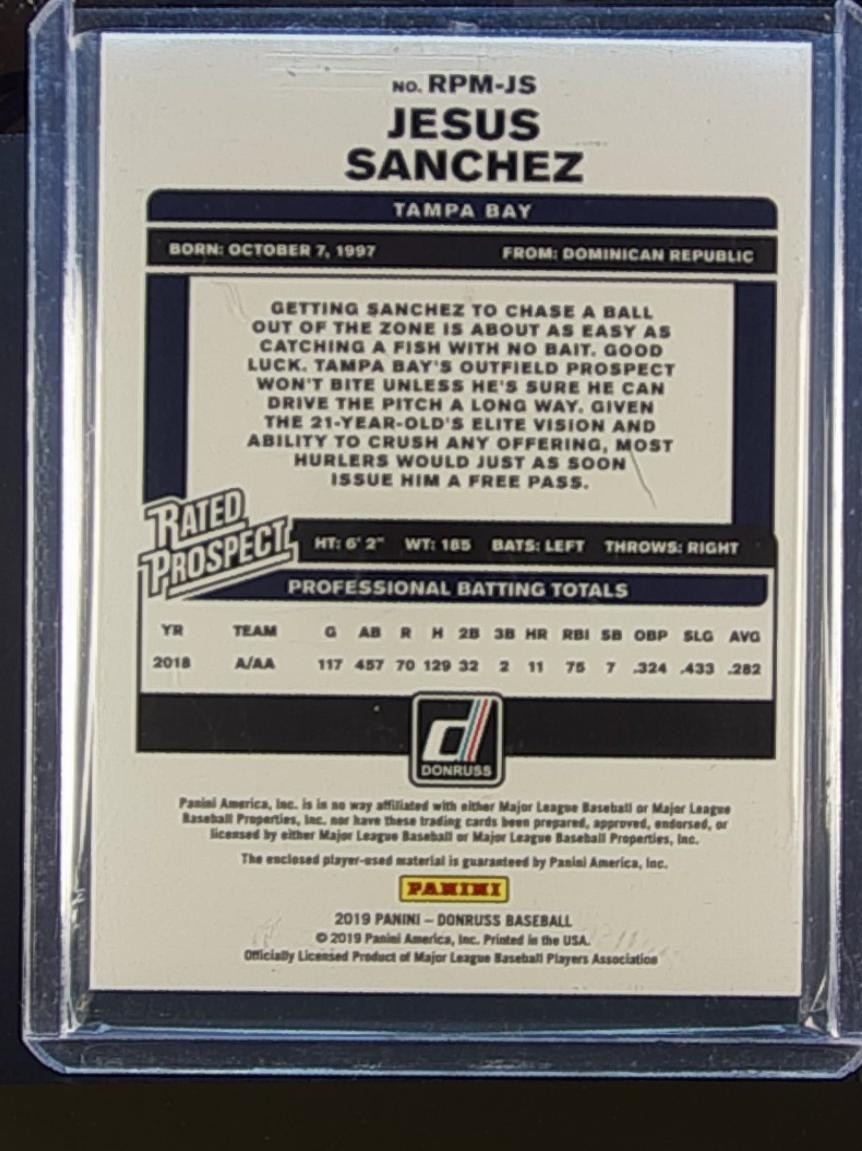 NO. RPM-JS
JESUS
SANCHEZ
TAMPA BAY
BORN: OCTOBER 7, 1997 FROM: DOMINICAN REPUBLIC
GETTING SANCHEZ TO CHASE A BALL
OUT OF THE ZONE IS ABOUT AS EASY AS
CATCHING A FISH WITH NO BAIT. GOOD
LUCK. TAMPA BAY'S OUTFIELD PROSPECT
WON'T BITE UNLESS HE'S SURE HE CAN
DRIVE THE PITCH A LONG WAY. GIVEN
THE 21-YEAR-OLD'S ELITE VISION AND
ABILITY TO CRUSH ANY OFFERING, MOST
HURLERS WOULD JUST AS SOON
ISSUE HIM A FREE PASS.
RATED
PROSPECT
HT: 6' 2" WT: 185 BATS: LEFT THROWS: RIGHT
PROFESSIONAL BATTING TOTALS
YR TEAM G AB R H 2B 3B HR RBI SB OBP SLG AVG
2018 A/AA 117 457 70 129 32 2 11 75 7 .324 .433 .282
d
DONRUSS
Panini America, Inc. is in no way affiliated with either Major League Baseball or Major League
Baseball Properties, Inc. nor have these trading cards been prepared, approved, endorsed, or
licensed by either Major League Baseball or Major League Baseball Properties, Inc.
The enclosed player-used material is guaranteed by Panini America, Inc.
PANINI
2019 PANINI – DONRUSS BASEBALL
© 2019 Panini America, Inc. Printed in the USA.
Officially Licensed Product of Major League Baseball Players Association